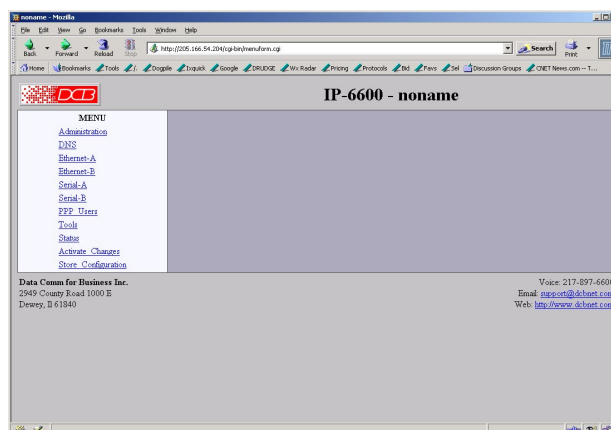 noname - Mozilla
File Edit View Go Bookmarks Tools Window Help
Back Forward Reload Stop http://205.166.54.204/cgi-bin/menuform.cgi Search Print
Home Bookmarks Tools /. Dogpile Ixquick Google DRUDGE Wx Radar Pricing Protocols Bid Favs Sel Discussion Groups CNET News.com -- T...
DCB
IP-6600 - noname
MENU
Administration
DNS
Ethernet-A
Ethernet-B
Serial-A
Serial-B
PPP Users
Tools
Status
Activate Changes
Store Configuration
Data Comm for Business Inc.
2949 County Road 1000 E
Dewey, Il 61840
Voice: 217-897-6600
Email: support@dcbnet.com
Web: http://www.dcbnet.com